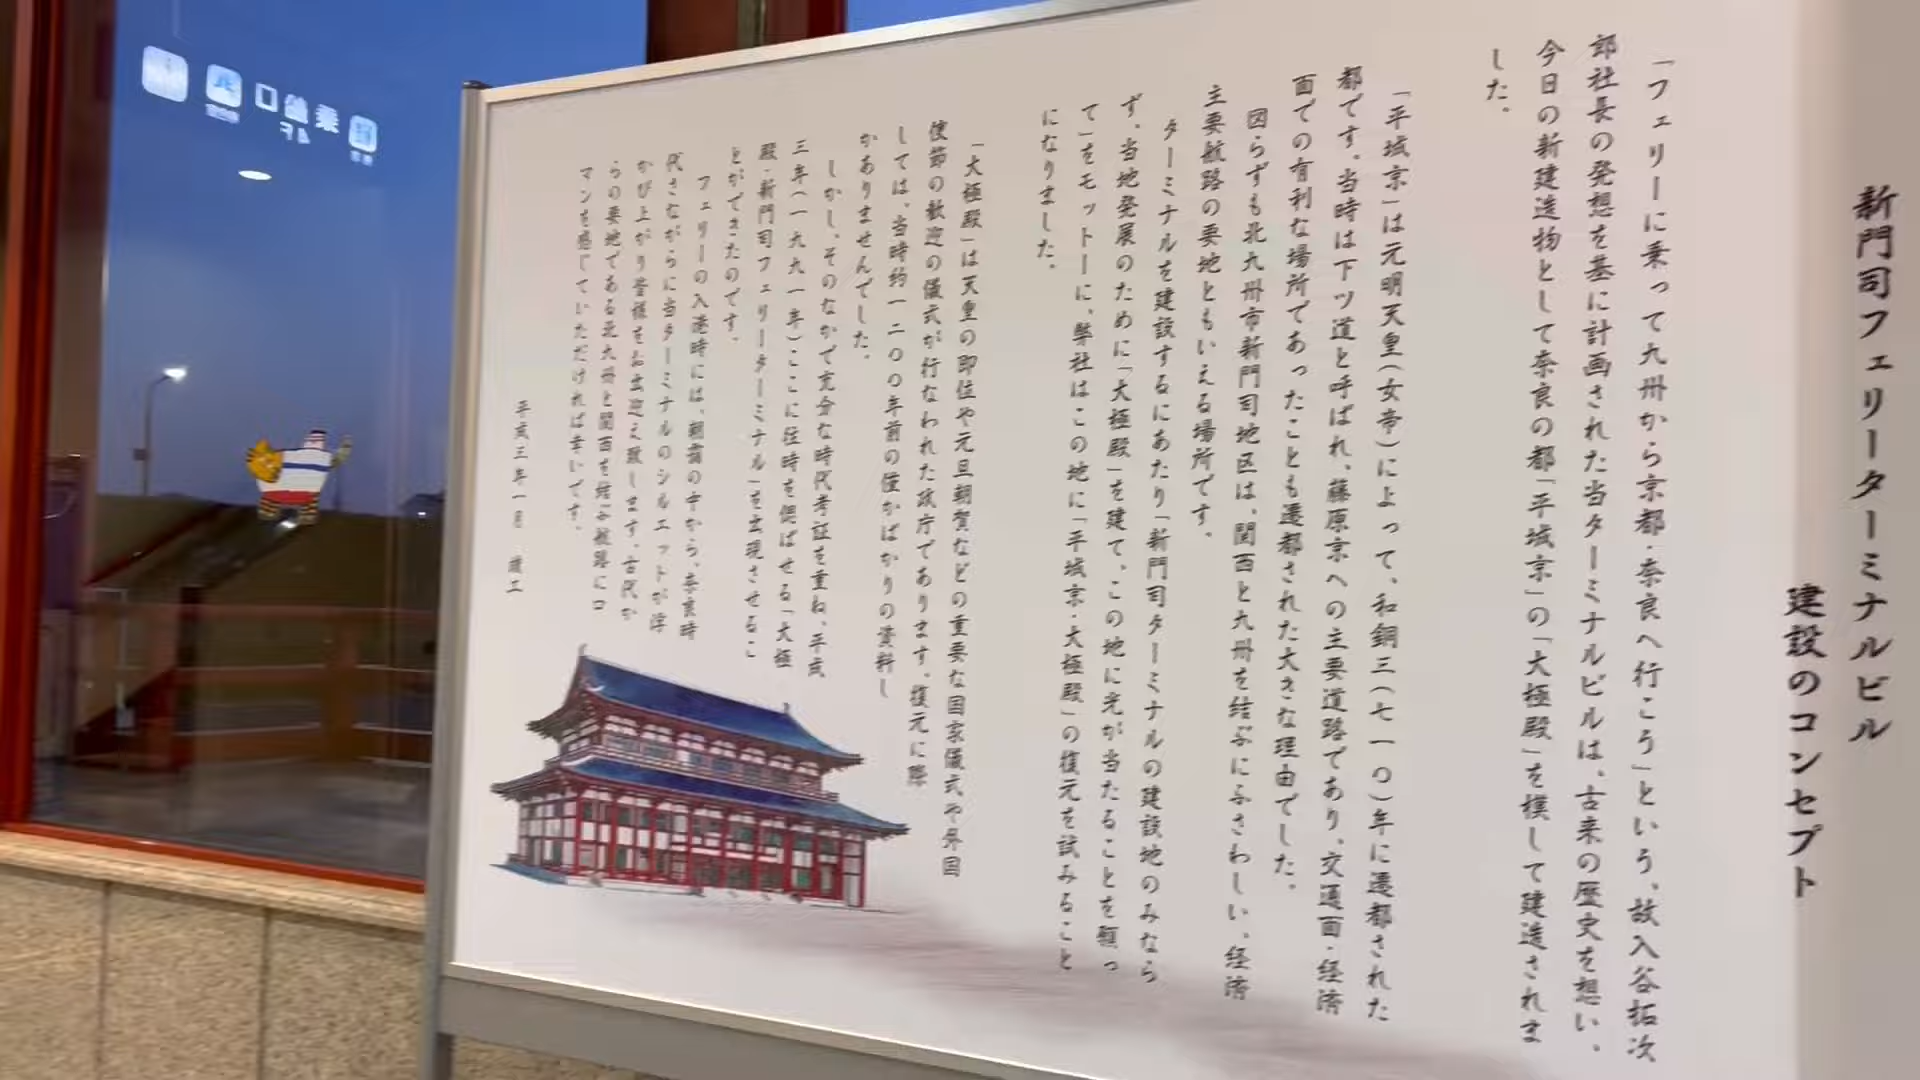 新門司フェリーターミナルビル
建設のコンセプト
「フェリーに乗って九州から京都・奈良へ行こう」という、故入谷拓次
郎社長の発想を基に計画された当ターミナルビルは、古来の歴史を想い、
今日の新建造物として奈良の都「平城京」の「大極殿」を模して建造されま
した。
「平城京」は元明天皇(女帝)によって、和銅三(七一〇)年に遷都された
都です。当時は下ツ道と呼ばれ、藤原京への主要道路であり、交通面・経済
面での有利な場所であったことも遷都された大きな理由でした。
図らずも北九州市新門司地区は、関西と九州を結ぶにふさわしい、経済
主要航路の要地ともいえる場所です。
ターミナルを建設するにあたり「新門司ターミナルの建設地のみなら
ず、当地発展のために「大極殿」を建て、この地に光が当たることを願っ
て」をモットーに、弊社はこの地に「平城京・大極殿」の復元を試みること
になりました。
「大極殿」は天皇の即位や元旦朝賀などの重要な国家儀式や外国
使節の歓迎の儀式が行なわれた政庁であります。復元に際
しては、当時約一二〇〇年前の僅かばかりの資料し
かありませんでした。
しかし、そのなかで充分な時代考証を重ね、平成
三年(一九九一年)ここに往時を偲ばせる「大極
殿・新門司フェリーターミナル」を出現させるこ
とができたのです。
フェリーの入港時には、朝靄の中から、奈良時
代さながらに当ターミナルのシルエットが浮
かび上がり皆様をお出迎え致します。古代か
らの要地である北九州と関西を結ぶ航路にロ
マンを感じていただければ幸いです。
平成三年一月 竣工